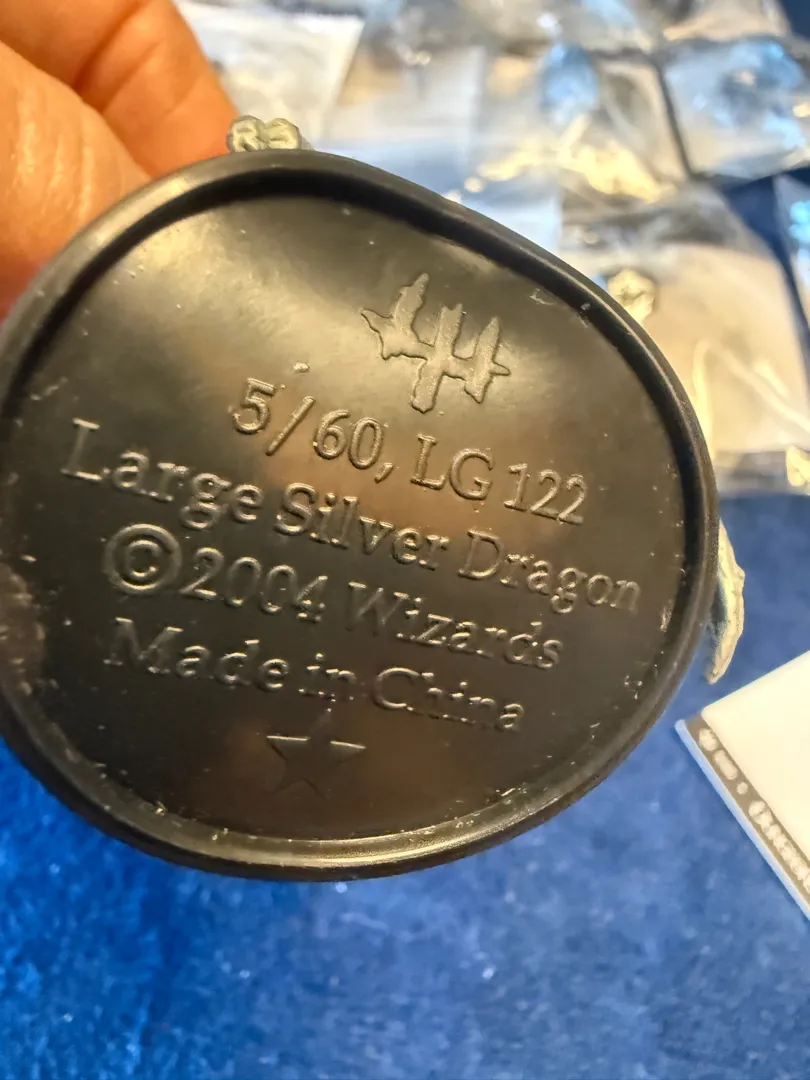 5/60, LG 122
Large Silver Dragon
©2004 Wizards
Made in China